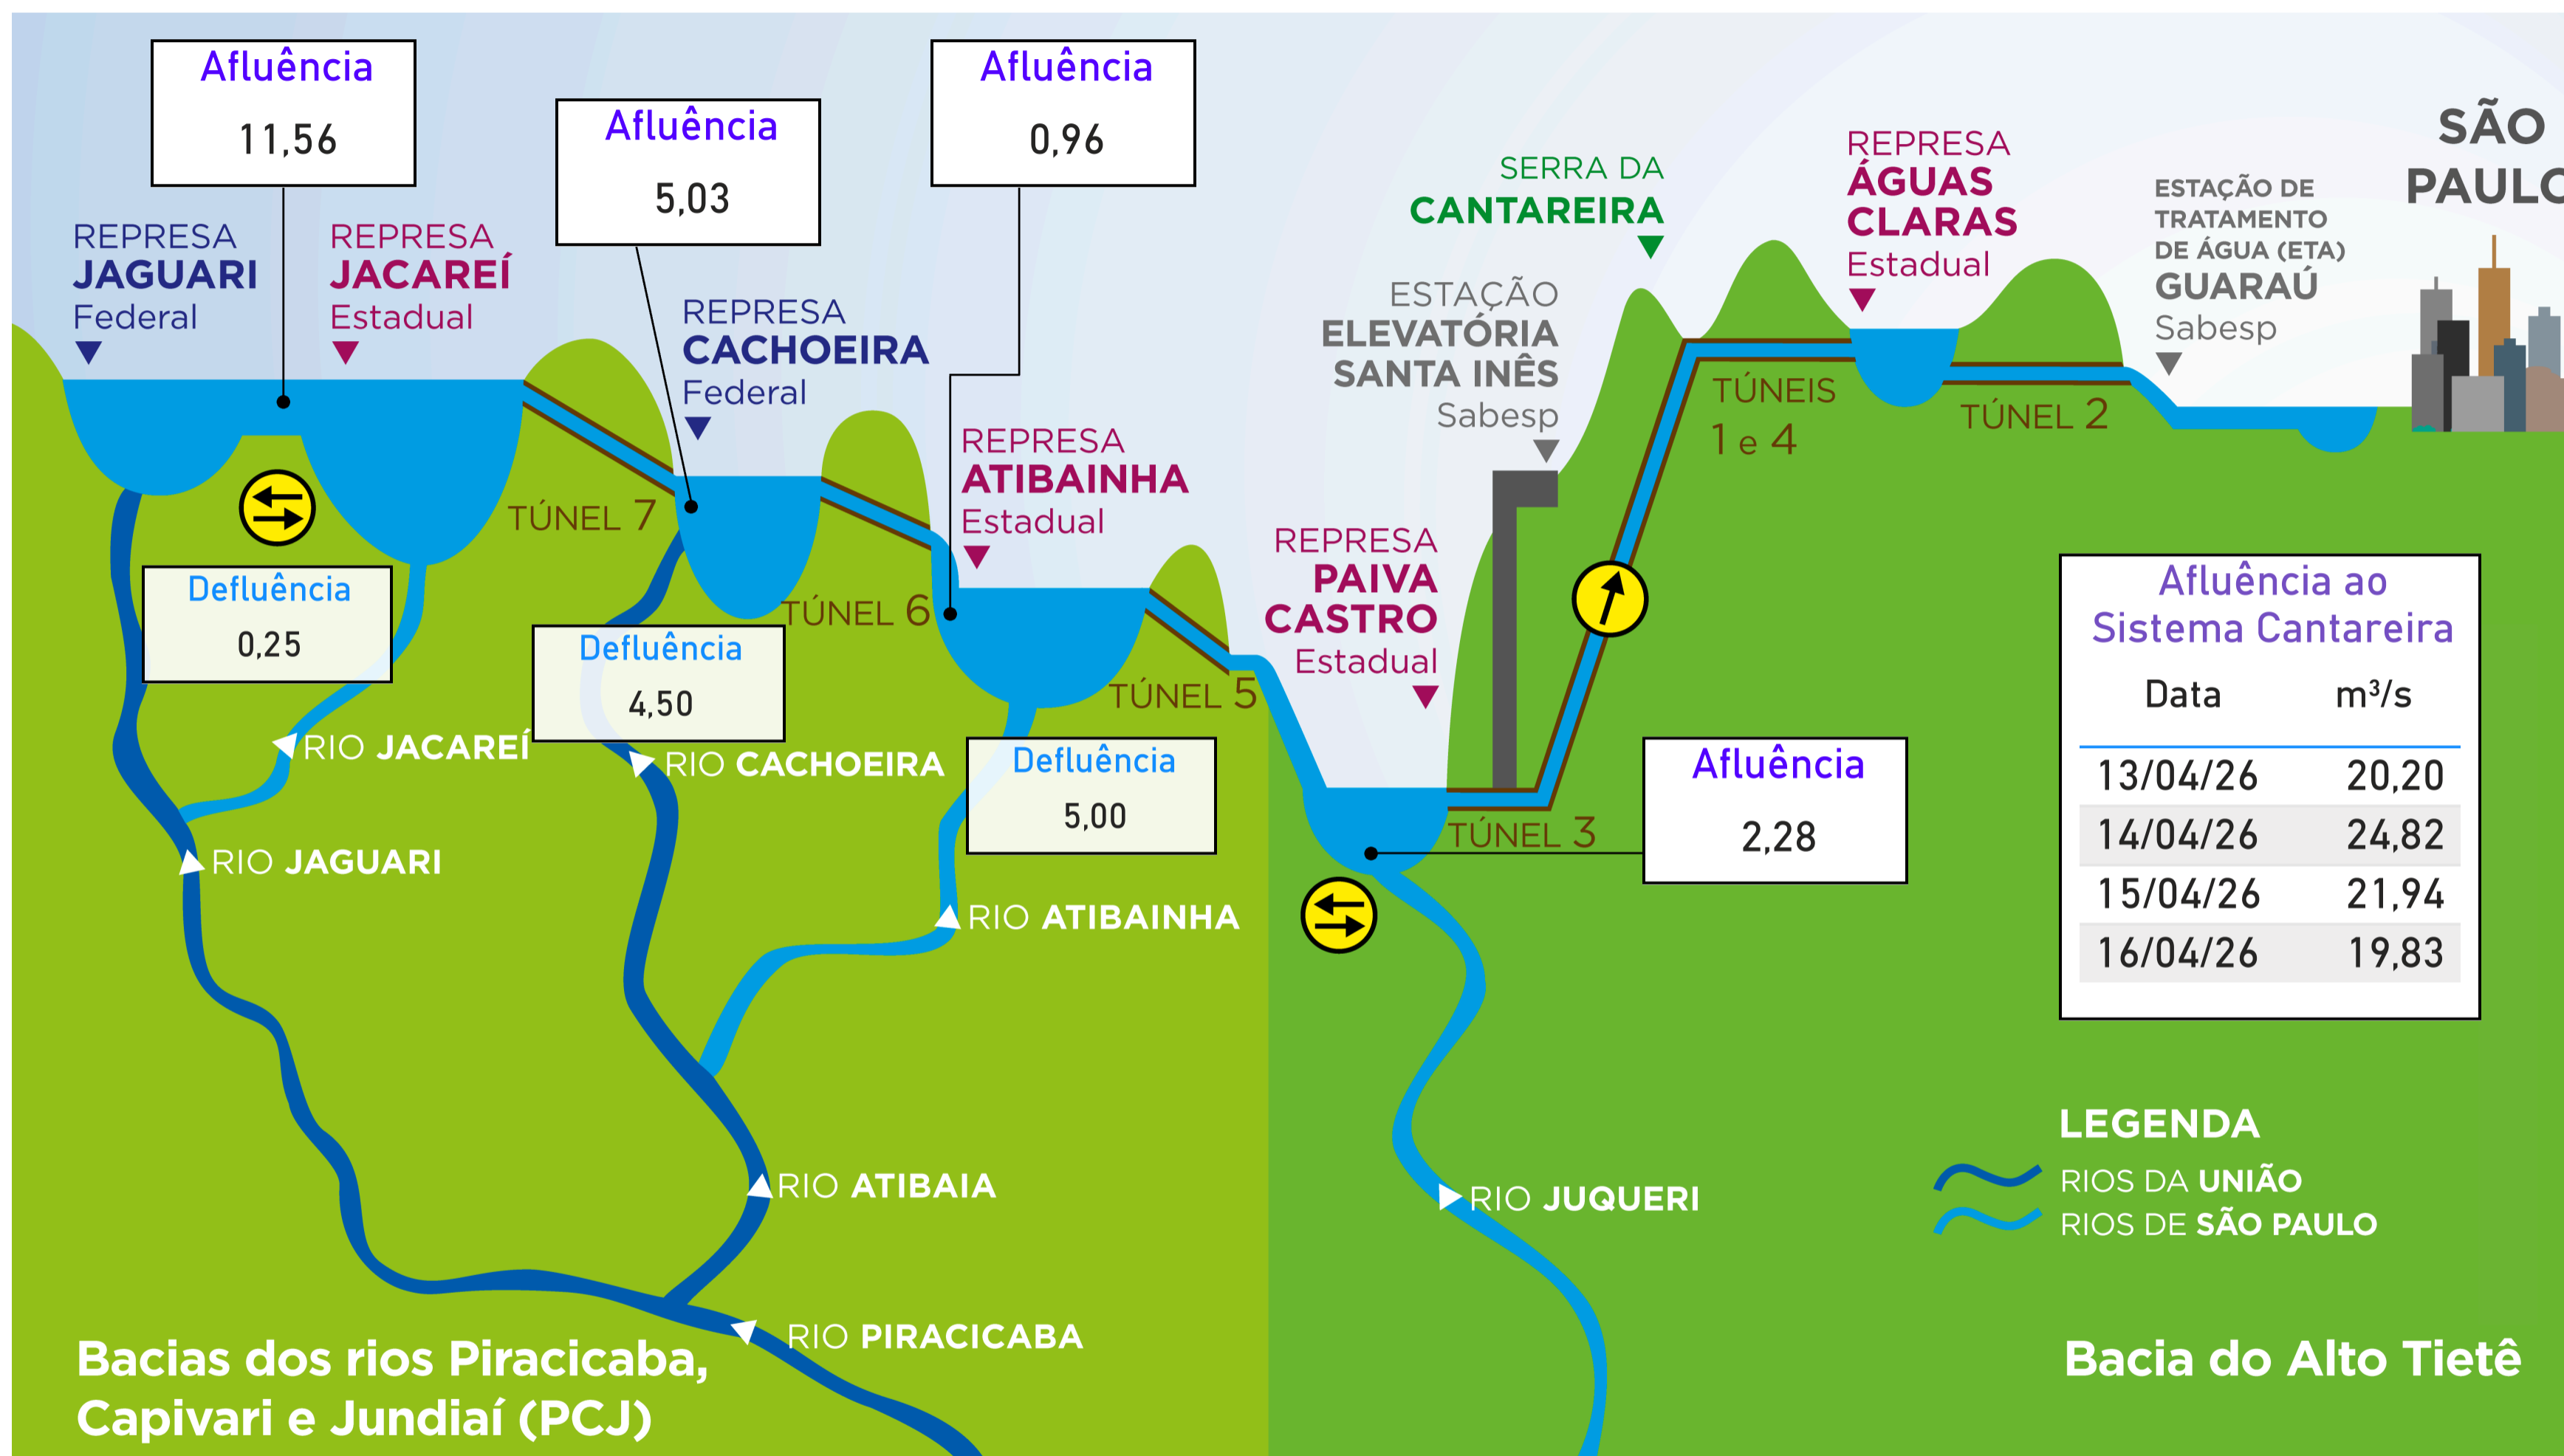 Afluência
11,56
Afluência
5,03
Afluência
0,96
REPRESA
JAGUARI
Federal
REPRESA
JACAREÍ
Estadual
REPRESA
CACHOEIRA
Federal
REPRESA
ATIBAINHA
Estadual
SERRA DA
CANTAREIRA
ESTAÇÃO
ELEVATÓRIA
SANTA INÊS
Sabesp
REPRESA
ÁGUAS
CLARAS
Estadual
ESTAÇÃO DE
TRATAMENTO
DE ÁGUA (ETA)
GUARAÚ
Sabesp
SÃO
PAULO
TÚNEL 7
TÚNEL 6
TÚNEL 5
TÚNEIS
1 e 4
TÚNEL 2
REPRESA
PAIVA
CASTRO
Estadual
TÚNEL 3
Defluência
0,25
Defluência
4,50
Defluência
5,00
Afluência
2,28
RIO JACAREÍ
RIO CACHOEIRA
RIO JAGUARI
RIO ATIBAINHA
RIO ATIBAIA
RIO JUQUERI
RIO PIRACICABA
Afluência ao
Sistema Cantareira
Data m³/s
13/04/26 20,20
14/04/26 24,82
15/04/26 21,94
16/04/26 19,83
LEGENDA
RIOS DA UNIÃO
RIOS DE SÃO PAULO
Bacias dos rios Piracicaba,
Capivari e Jundiaí (PCJ)
Bacia do Alto Tietê